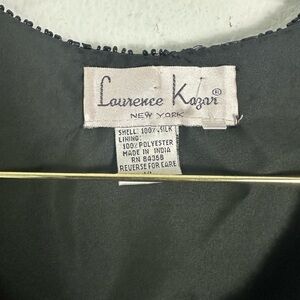 Laurence Kazar®
NEW YORK
SHELL: 100% SILK
LINING:
100% POLYESTER
MADE IN INDIA
RN 84358
REVERSE FOR CARE